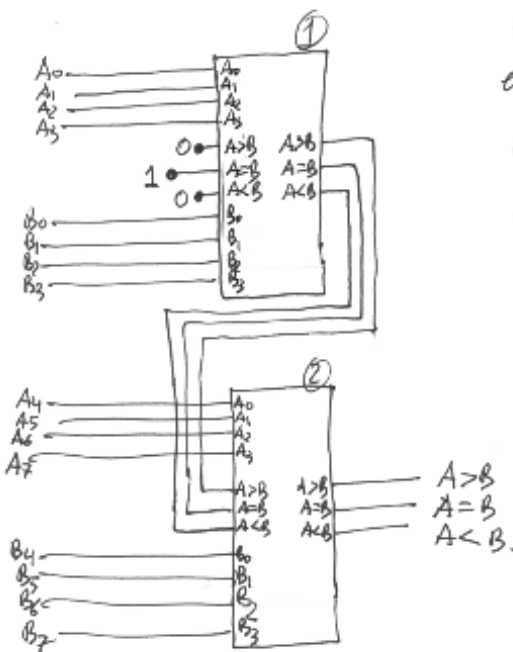 ①
A0 A0
A1 A1
A2 A2
A3 A3
0 A>B A>B
1 A=B A=B
0 A<B A<B
B0 B0
B1 B1
B2 B2
B3 B3
②
A4 A0
A5 A1
A6 A2
A7 A3
A>B A>B A>B
A=B A=B A=B
A<B A<B A<B.
B4 B0
B5 B1
B6 B2
B7 B3